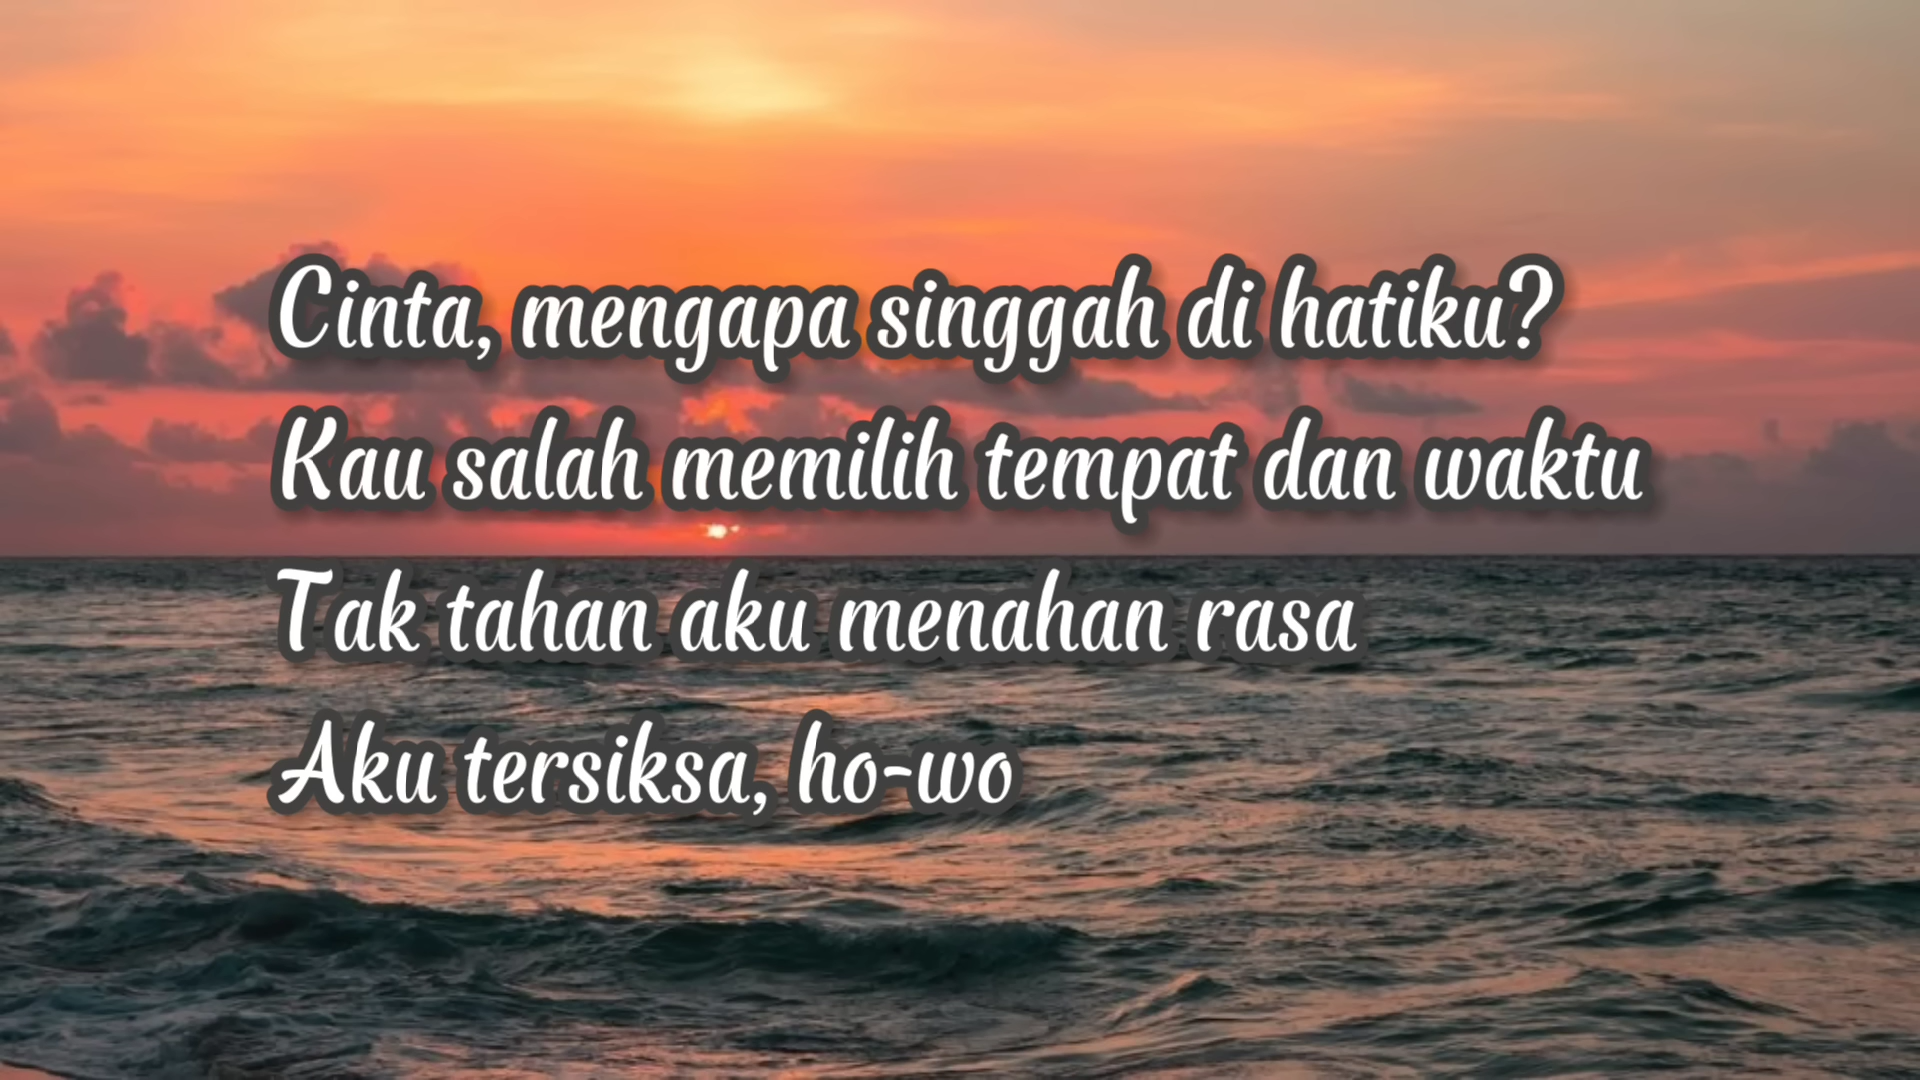 Cinta, mengapa singgah di hatiku?
Kau salah memilih tempat dan waktu
Tak tahan aku menahan rasa
Aku tersiksa, ho-wo